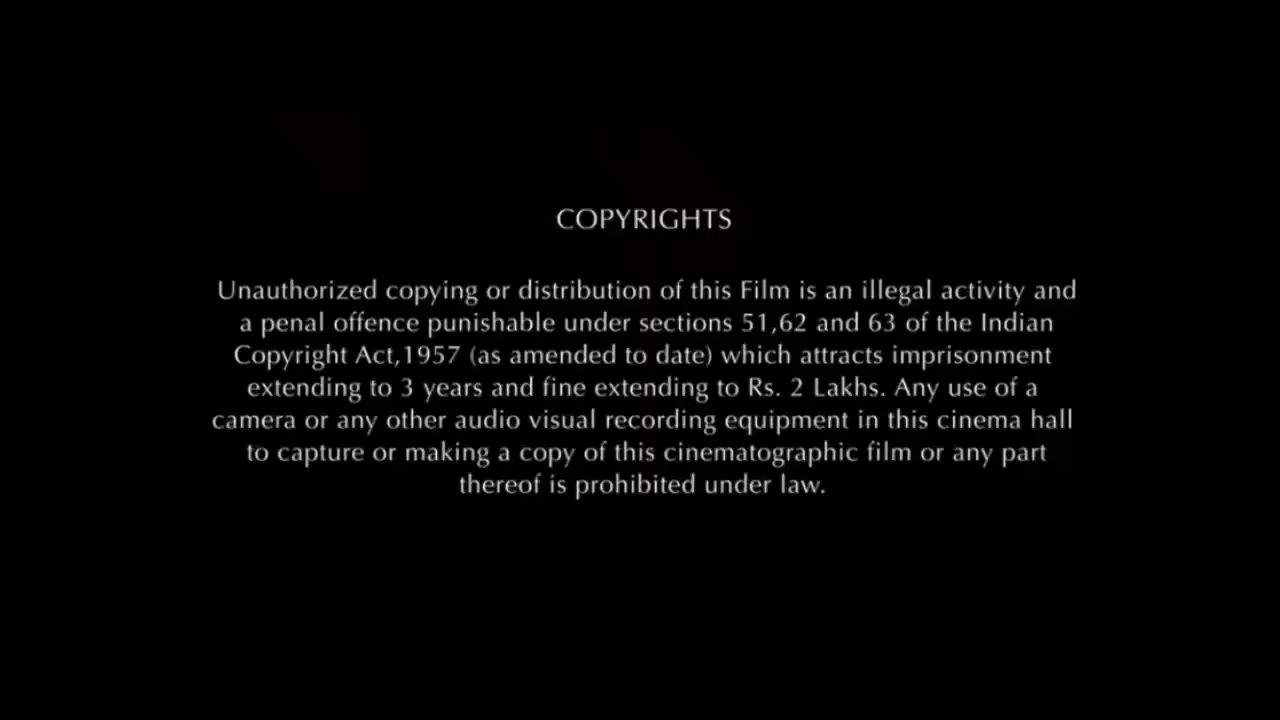 COPYRIGHTS
Unauthorized copying or distribution of this Film is an illegal activity and
a penal offence punishable under sections 51,62 and 63 of the Indian
Copyright Act,1957 (as amended to date) which attracts imprisonment
extending to 3 years and fine extending to Rs. 2 Lakhs. Any use of a
camera or any other audio visual recording equipment in this cinema hall
to capture or making a copy of this cinematographic film or any part
thereof is prohibited under law.